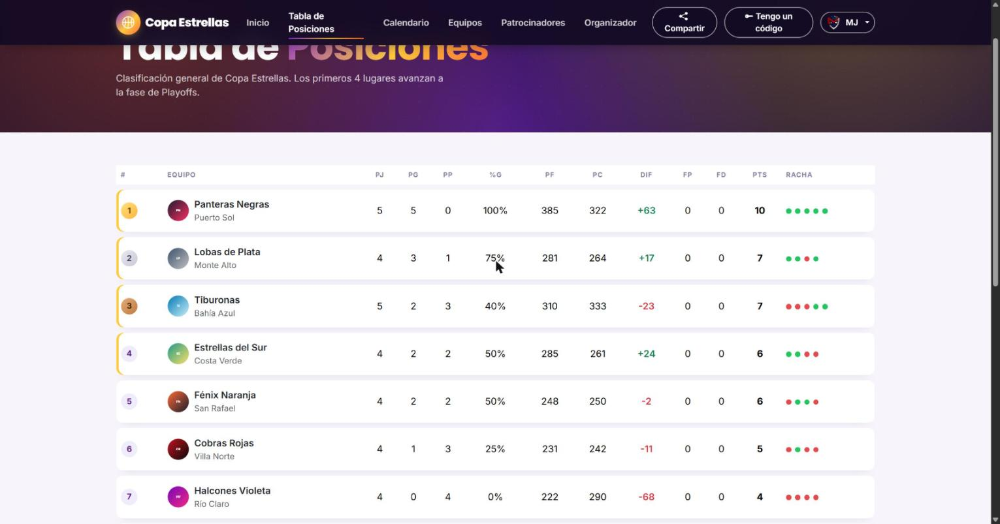 Copa Estrellas
Inicio
Tabla de
Posiciones
Calendario
Equipos
Patrocinadores
Organizador
Compartir
Tengo un
código
MJ
Tabla de Posiciones
Clasificación general de Copa Estrellas. Los primeros 4 lugares avanzan a
la fase de Playoffs.
# EQUIPO PJ PG PP %G PF PC DIF FP FD PTS RACHA
1 PN Panteras Negras 5 5 0 100% 385 322 +63 0 0 10
Puerto Sol
2 LP Lobas de Plata 4 3 1 75% 281 264 +17 0 0 7
Monte Alto
3 Tiburonas 5 2 3 40% 310 333 -23 0 0 7
Bahía Azul
4 ES Estrellas del Sur 4 2 2 50% 285 261 +24 0 0 6
Costa Verde
5 FN Fénix Naranja 4 2 2 50% 248 250 -2 0 0 6
San Rafael
6 CR Cobras Rojas 4 1 3 25% 231 242 -11 0 0 5
Villa Norte
7 HV Halcones Violeta 4 0 4 0% 222 290 -68 0 0 4
Río Claro